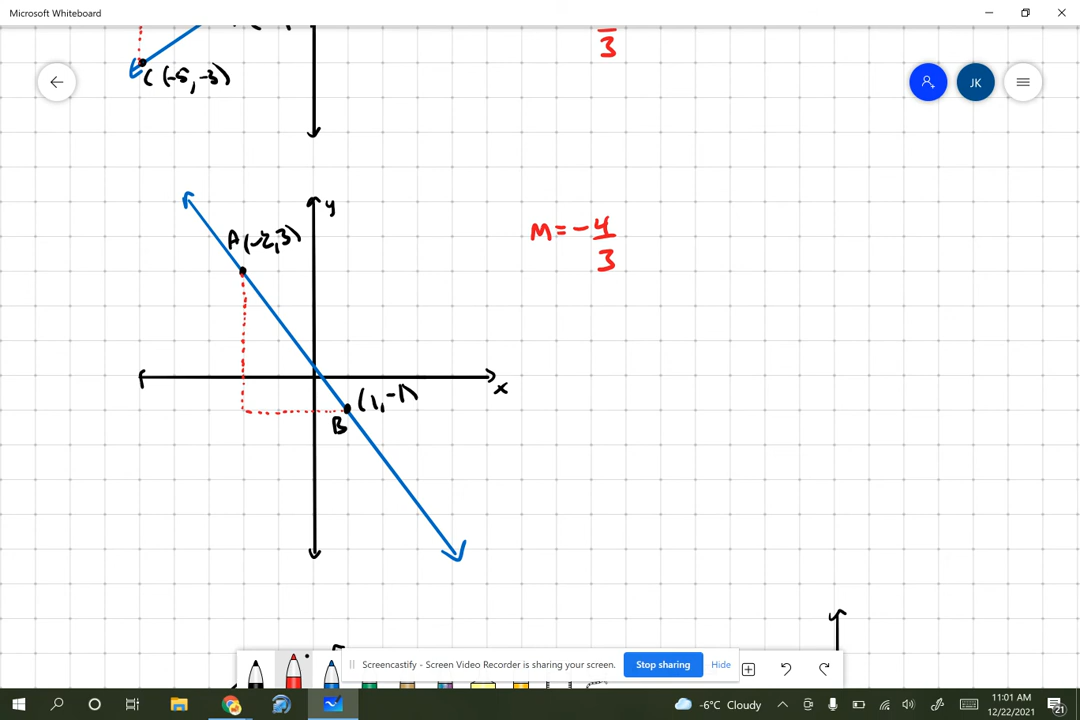 Microsoft Whiteboard
3
C (-5, -3)
JK
y
A (-2, 3)
M = - 4
3
x
(1, -1)
B
y
Screencastify - Screen Video Recorder is sharing your screen.
Stop sharing
Hide
-6°C Cloudy
11:01 AM
12/22/2021
21